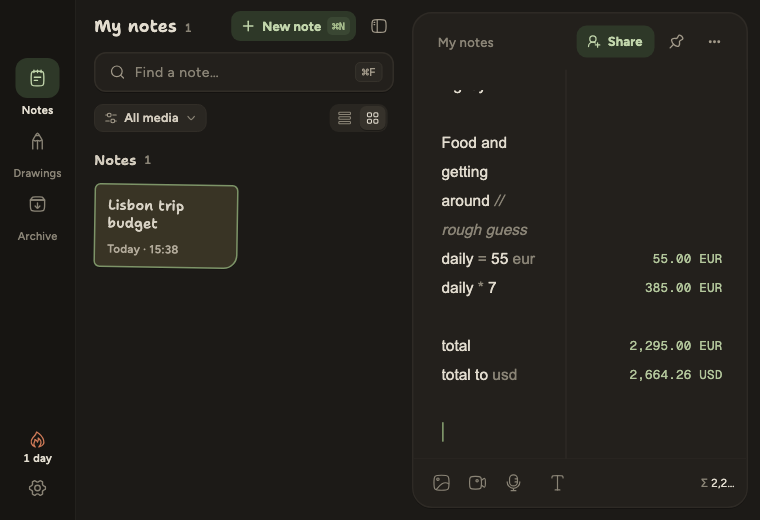 My notes 1
New note ⌘N
Find a note... ⌘F
All media
Notes 1
Lisbon trip
budget
Today · 15:38
Notes
Drawings
Archive
1 day
My notes
Share
Food and
getting
around //
rough guess
daily = 55 eur 55.00 EUR
daily * 7 385.00 EUR
total 2,295.00 EUR
total to usd 2,664.26 USD
Σ 2,2...